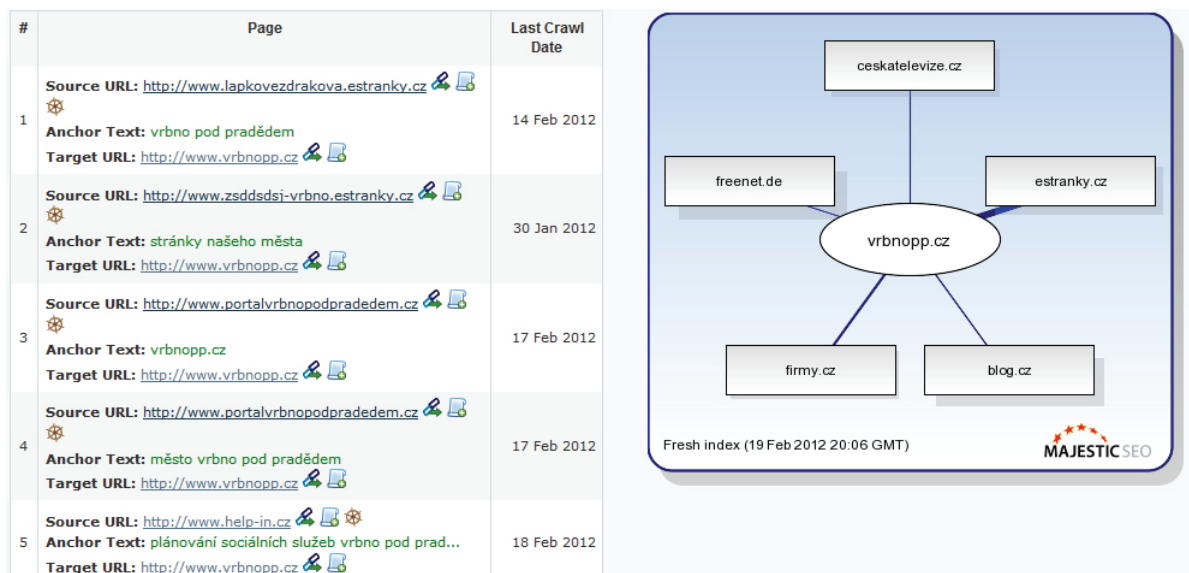 #
Page
Last Crawl
Date
1
Source URL: http://www.lapkovezdrakova.estranky.cz
Anchor Text: vrbno pod pradědem
Target URL: http://www.vrbnopp.cz
14 Feb 2012
2
Source URL: http://www.zsddsdsj-vrbno.estranky.cz
Anchor Text: stránky našeho města
Target URL: http://www.vrbnopp.cz
30 Jan 2012
3
Source URL: http://www.portalvrbnopodpradedem.cz
Anchor Text: vrbnopp.cz
Target URL: http://www.vrbnopp.cz
17 Feb 2012
4
Source URL: http://www.portalvrbnopodpradedem.cz
Anchor Text: město vrbno pod pradědem
Target URL: http://www.vrbnopp.cz
17 Feb 2012
5
Source URL: http://www.help-in.cz
Anchor Text: plánování sociálních služeb vrbno pod prad...
Target URL: http://www.vrbnopp.cz
18 Feb 2012
ceskatelevize.cz
freenet.de
estranky.cz
vrbnopp.cz
firmy.cz
blog.cz
Fresh index (19 Feb 2012 20:06 GMT)
MAJESTIC SEO